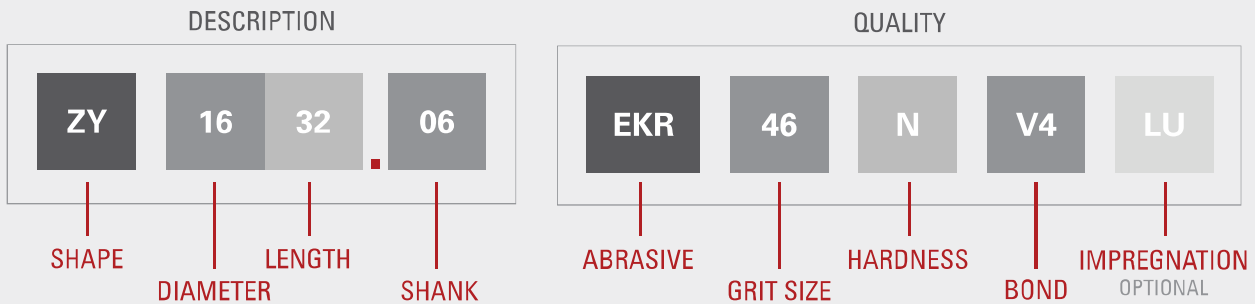 DESCRIPTION
QUALITY
ZY 16 32 . 06
EKR 46 N V4 LU
SHAPE
DIAMETER
LENGTH
SHANK
ABRASIVE
GRIT SIZE
HARDNESS
BOND
IMPREGNATION
OPTIONAL